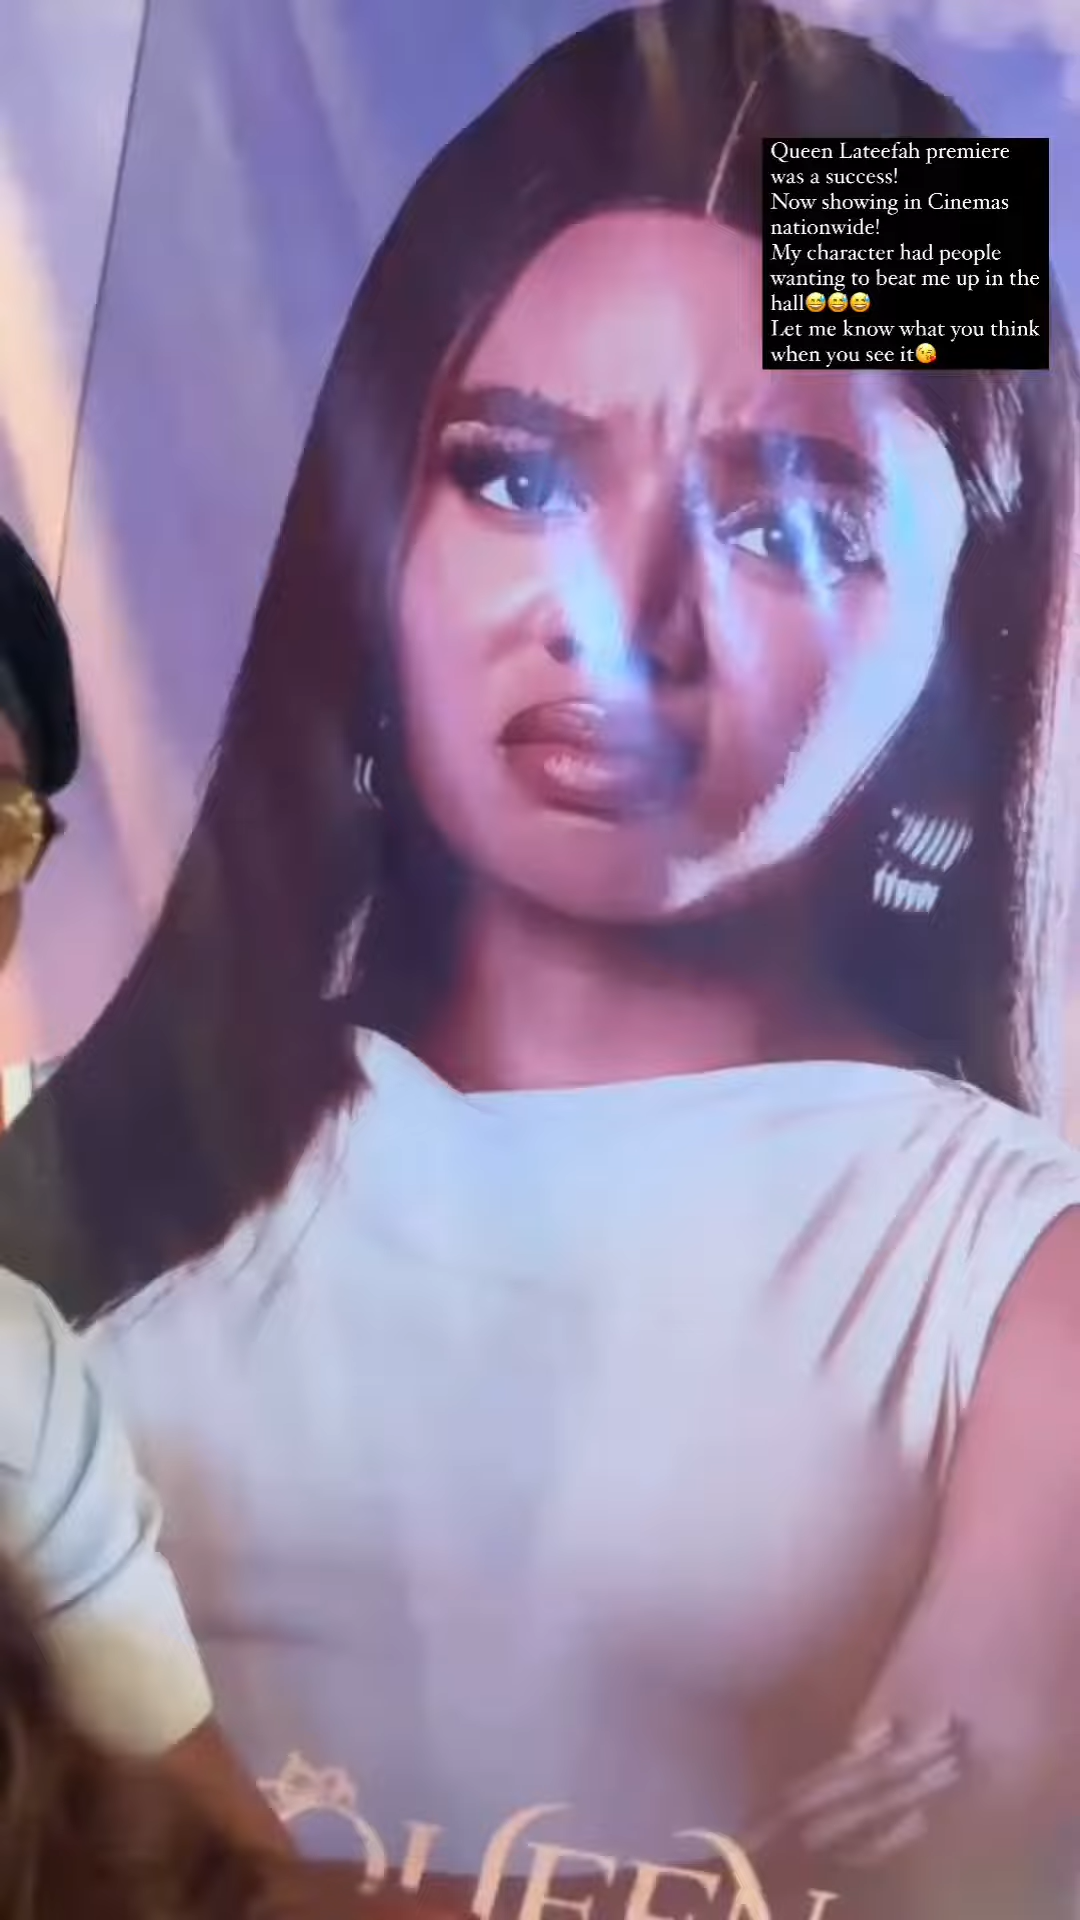 Queen Lateefah premiere
was a success!
Now showing in Cinemas
nationwide!
My character had people
wanting to beat me up in the
hall😅😅😅
Let me know what you think
when you see it😘
QUEEN